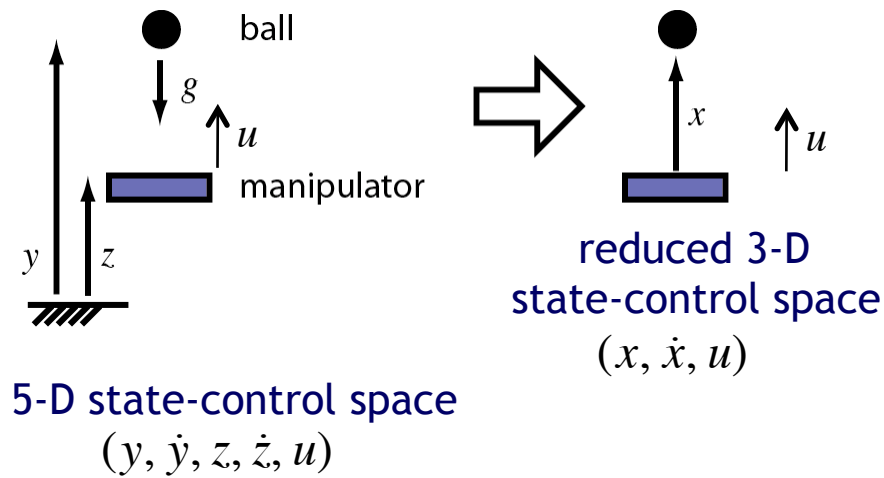 ball
g
u
manipulator
y
z
5-D state-control space
(y, ẏ, z, ż, u)
x
u
reduced 3-D
state-control space
(x, ẋ, u)